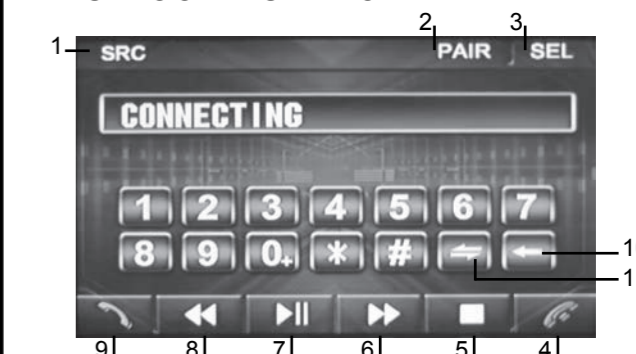 2 3
1 SRC PAIR SEL
CONNECTING
1 2 3 4 5 6 7
8 9 0+ * # 1
1
9 8 7 6 5 4